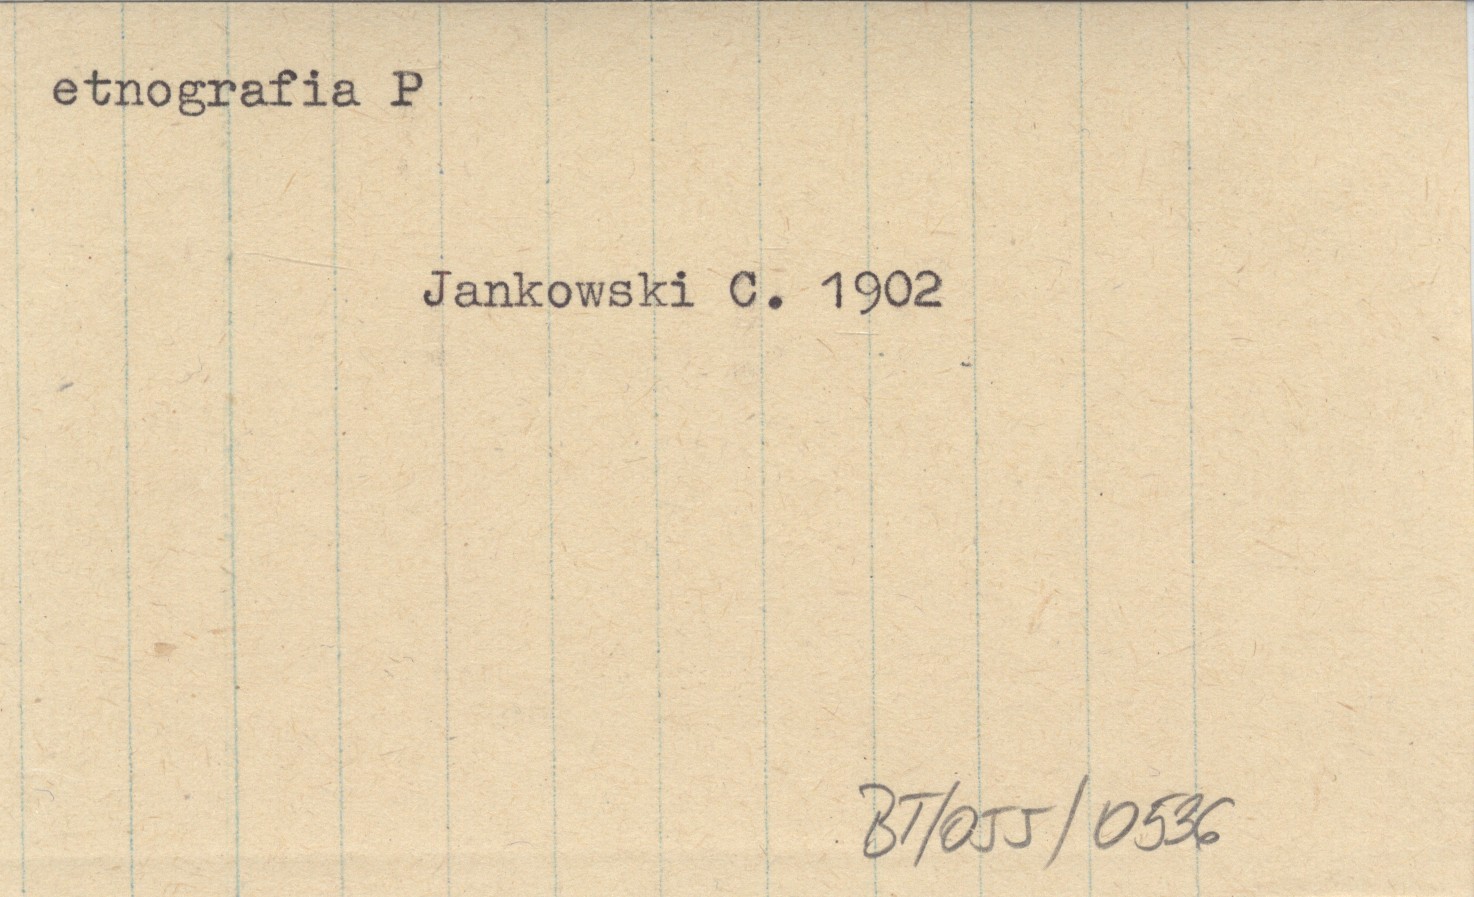 etnografia P
Jankowski C. 1902
BT/OJJ/0536